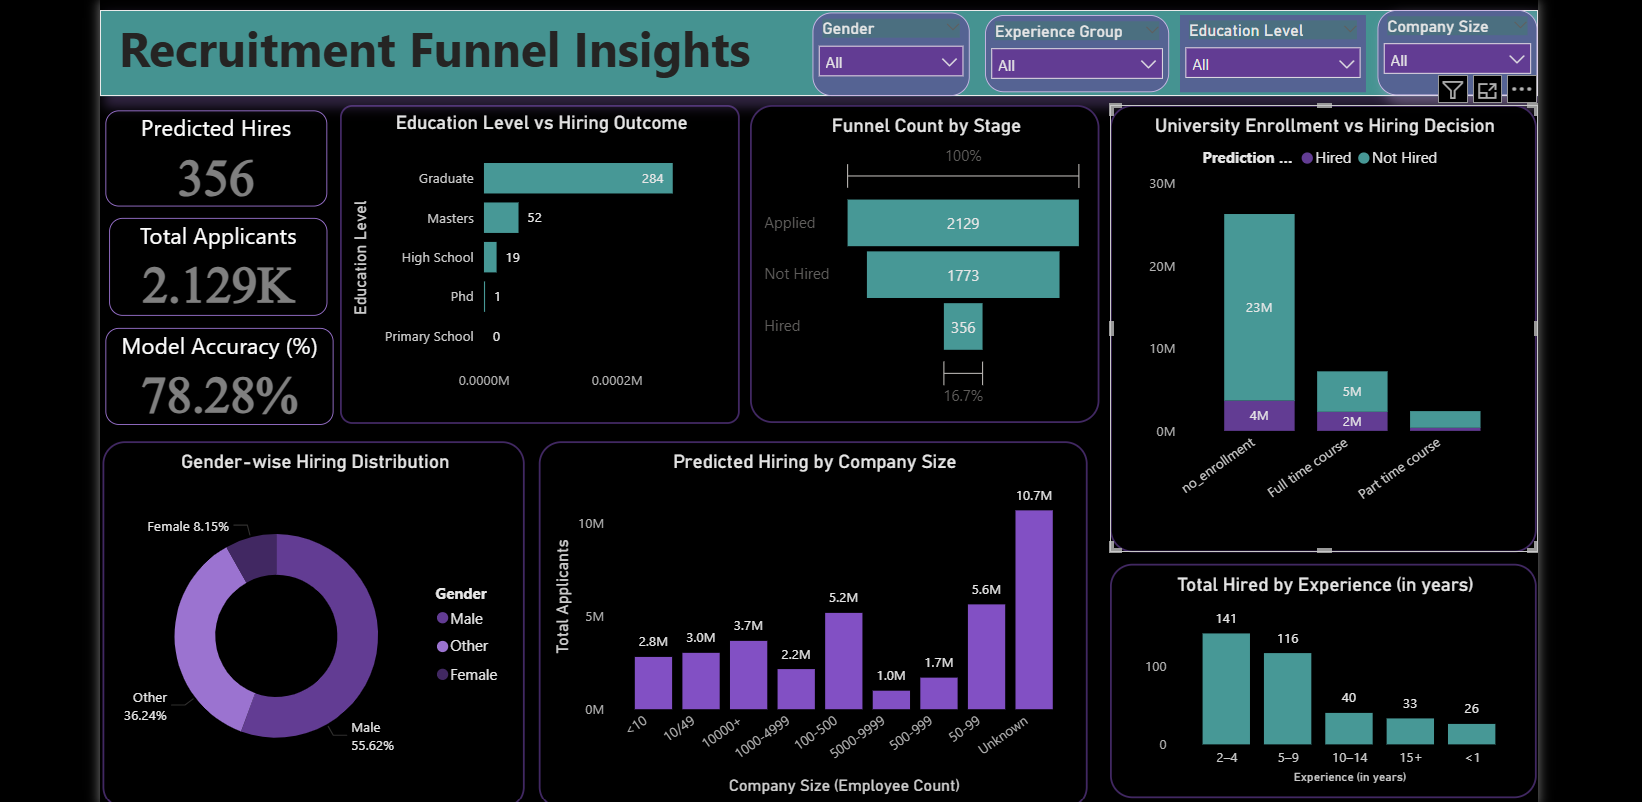 Recruitment Funnel Insights
Gender
All
Experience Group
All
Education Level
All
Company Size
All
Predicted Hires
356
Total Applicants
2.129K
Model Accuracy (%)
78.28%
Education Level vs Hiring Outcome
Education Level
Graduate 284
Masters 52
High School 19
Phd 1
Primary School 0
0.0000M 0.0002M
Funnel Count by Stage
100%
Applied 2129
Not Hired 1773
Hired 356
16.7%
University Enrollment vs Hiring Decision
Prediction ... Hired Not Hired
30M
20M
10M
0M
23M
4M
5M
2M
no_enrollment
Full time course
Part time course
Gender-wise Hiring Distribution
Female 8.15%
Other
36.24%
Male
55.62%
Gender
Male
Other
Female
Predicted Hiring by Company Size
Total Applicants
10M
5M
0M
2.8M 3.0M 3.7M 2.2M 5.2M 1.0M 1.7M 5.6M 10.7M
<10 10/49 10000+ 1000-4999 100-500 5000-9999 500-999 50-99 Unknown
Company Size (Employee Count)
Total Hired by Experience (in years)
100
0
141 116 40 33 26
2–4 5–9 10–14 15+ <1
Experience (in years)